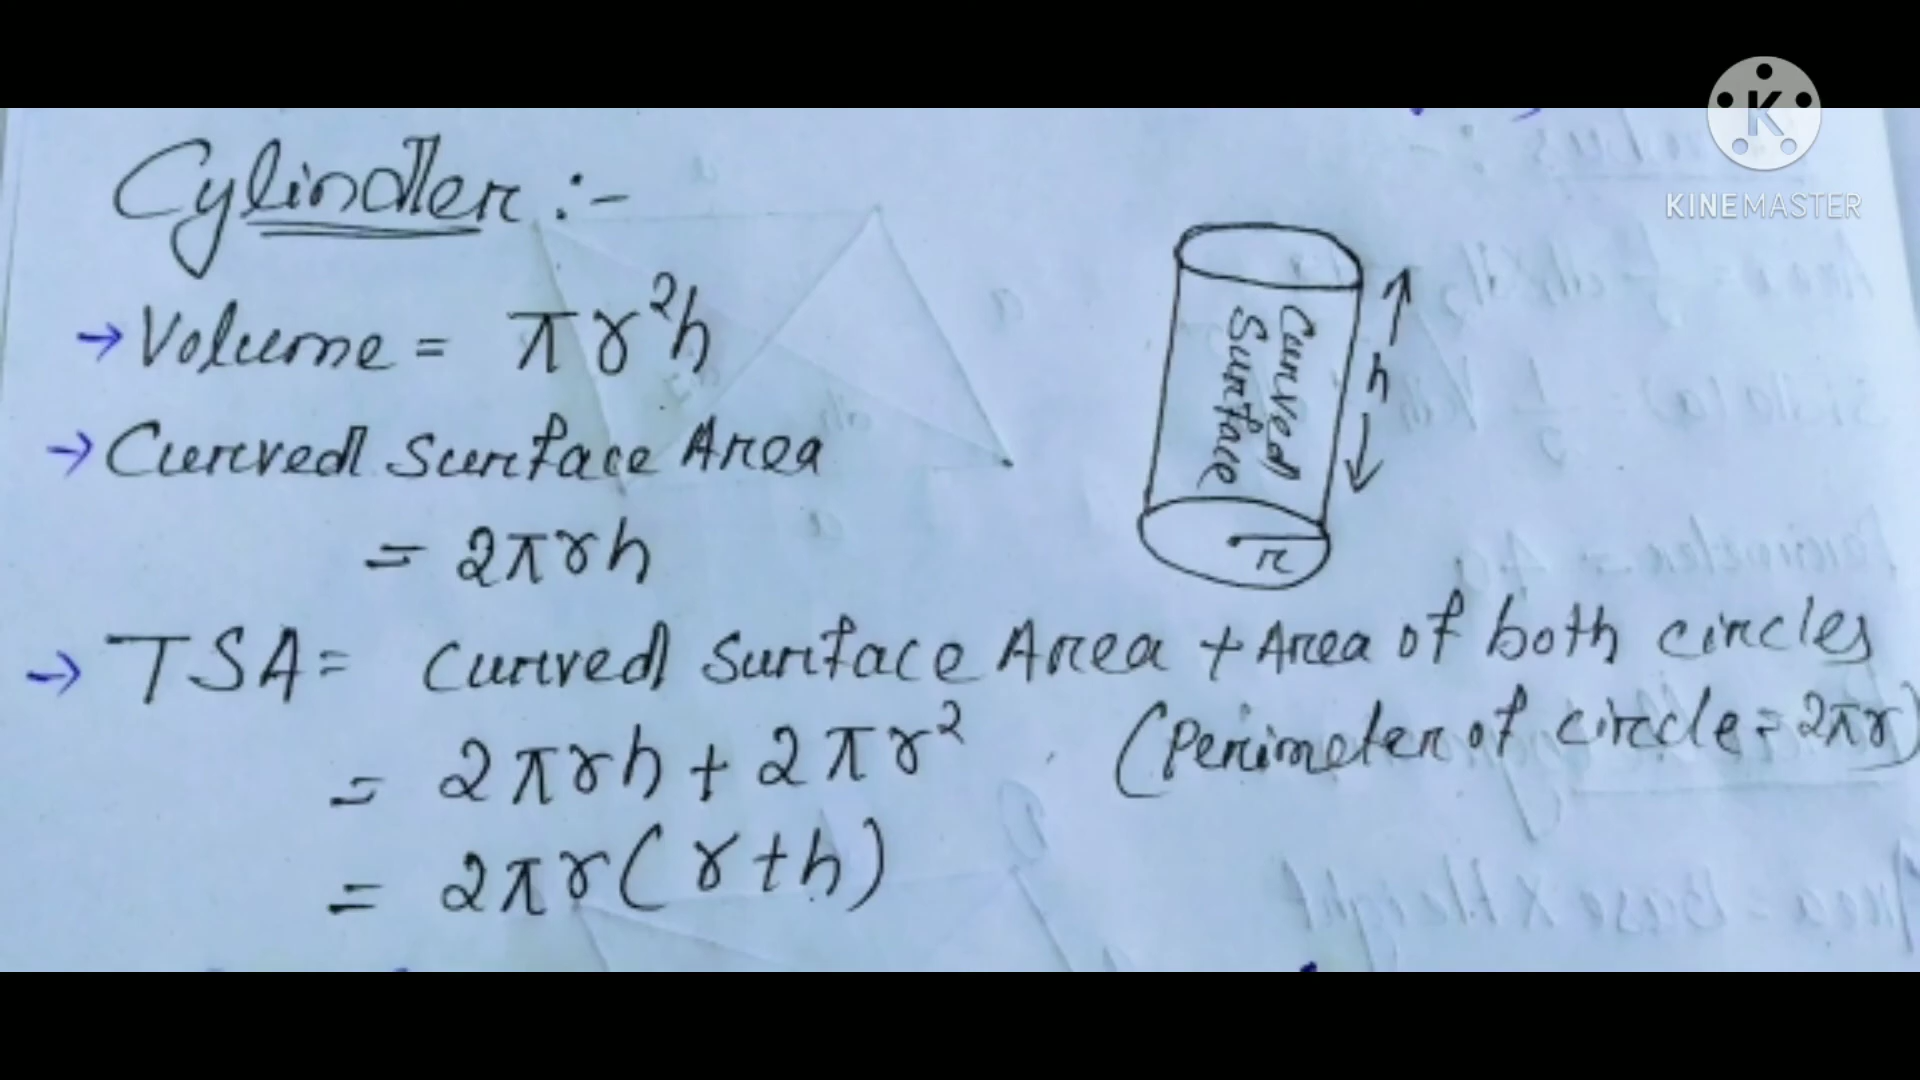 Cylinder :-
→ Volume = πr²h
→ Curved Surface Area
= 2πrh
→ TSA = Curved Surface Area + Area of both circles
= 2πrh + 2πr² (Perimeter of circle = 2πr)
= 2πr(r+h)
Curved
Surface
h
r
K
KINEMASTER